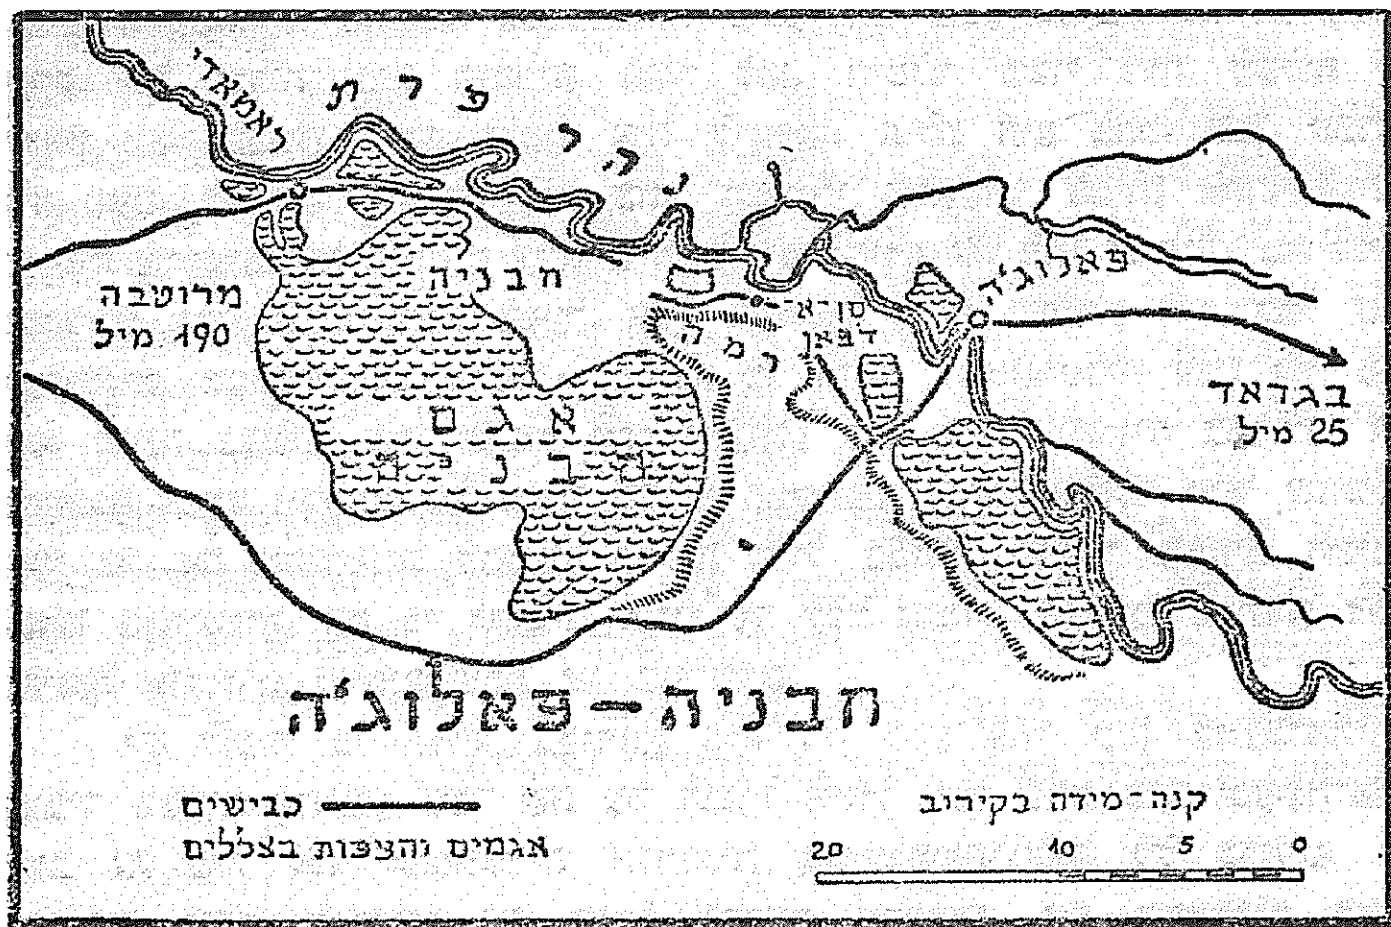 נהר פרת
ראמאדי
פאלוג'ה
חבניה
מרוטבה
190 מיל
סן־א־
דבאן
רמה
בגדאד
25 מיל
אגם
חבניה
חבניה – פאלוג'ה
כבישים
אגמים והצפות בצללים
קנה־מידה בקירוב
20 10 5 0